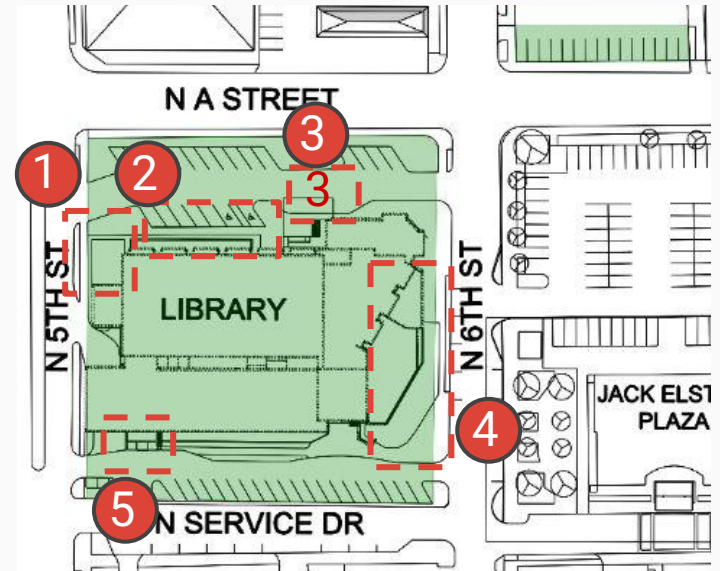 N A STREET
3
1
2
3
N 5TH ST
LIBRARY
N 6TH ST
JACK ELST
PLAZA
4
5
N SERVICE DR